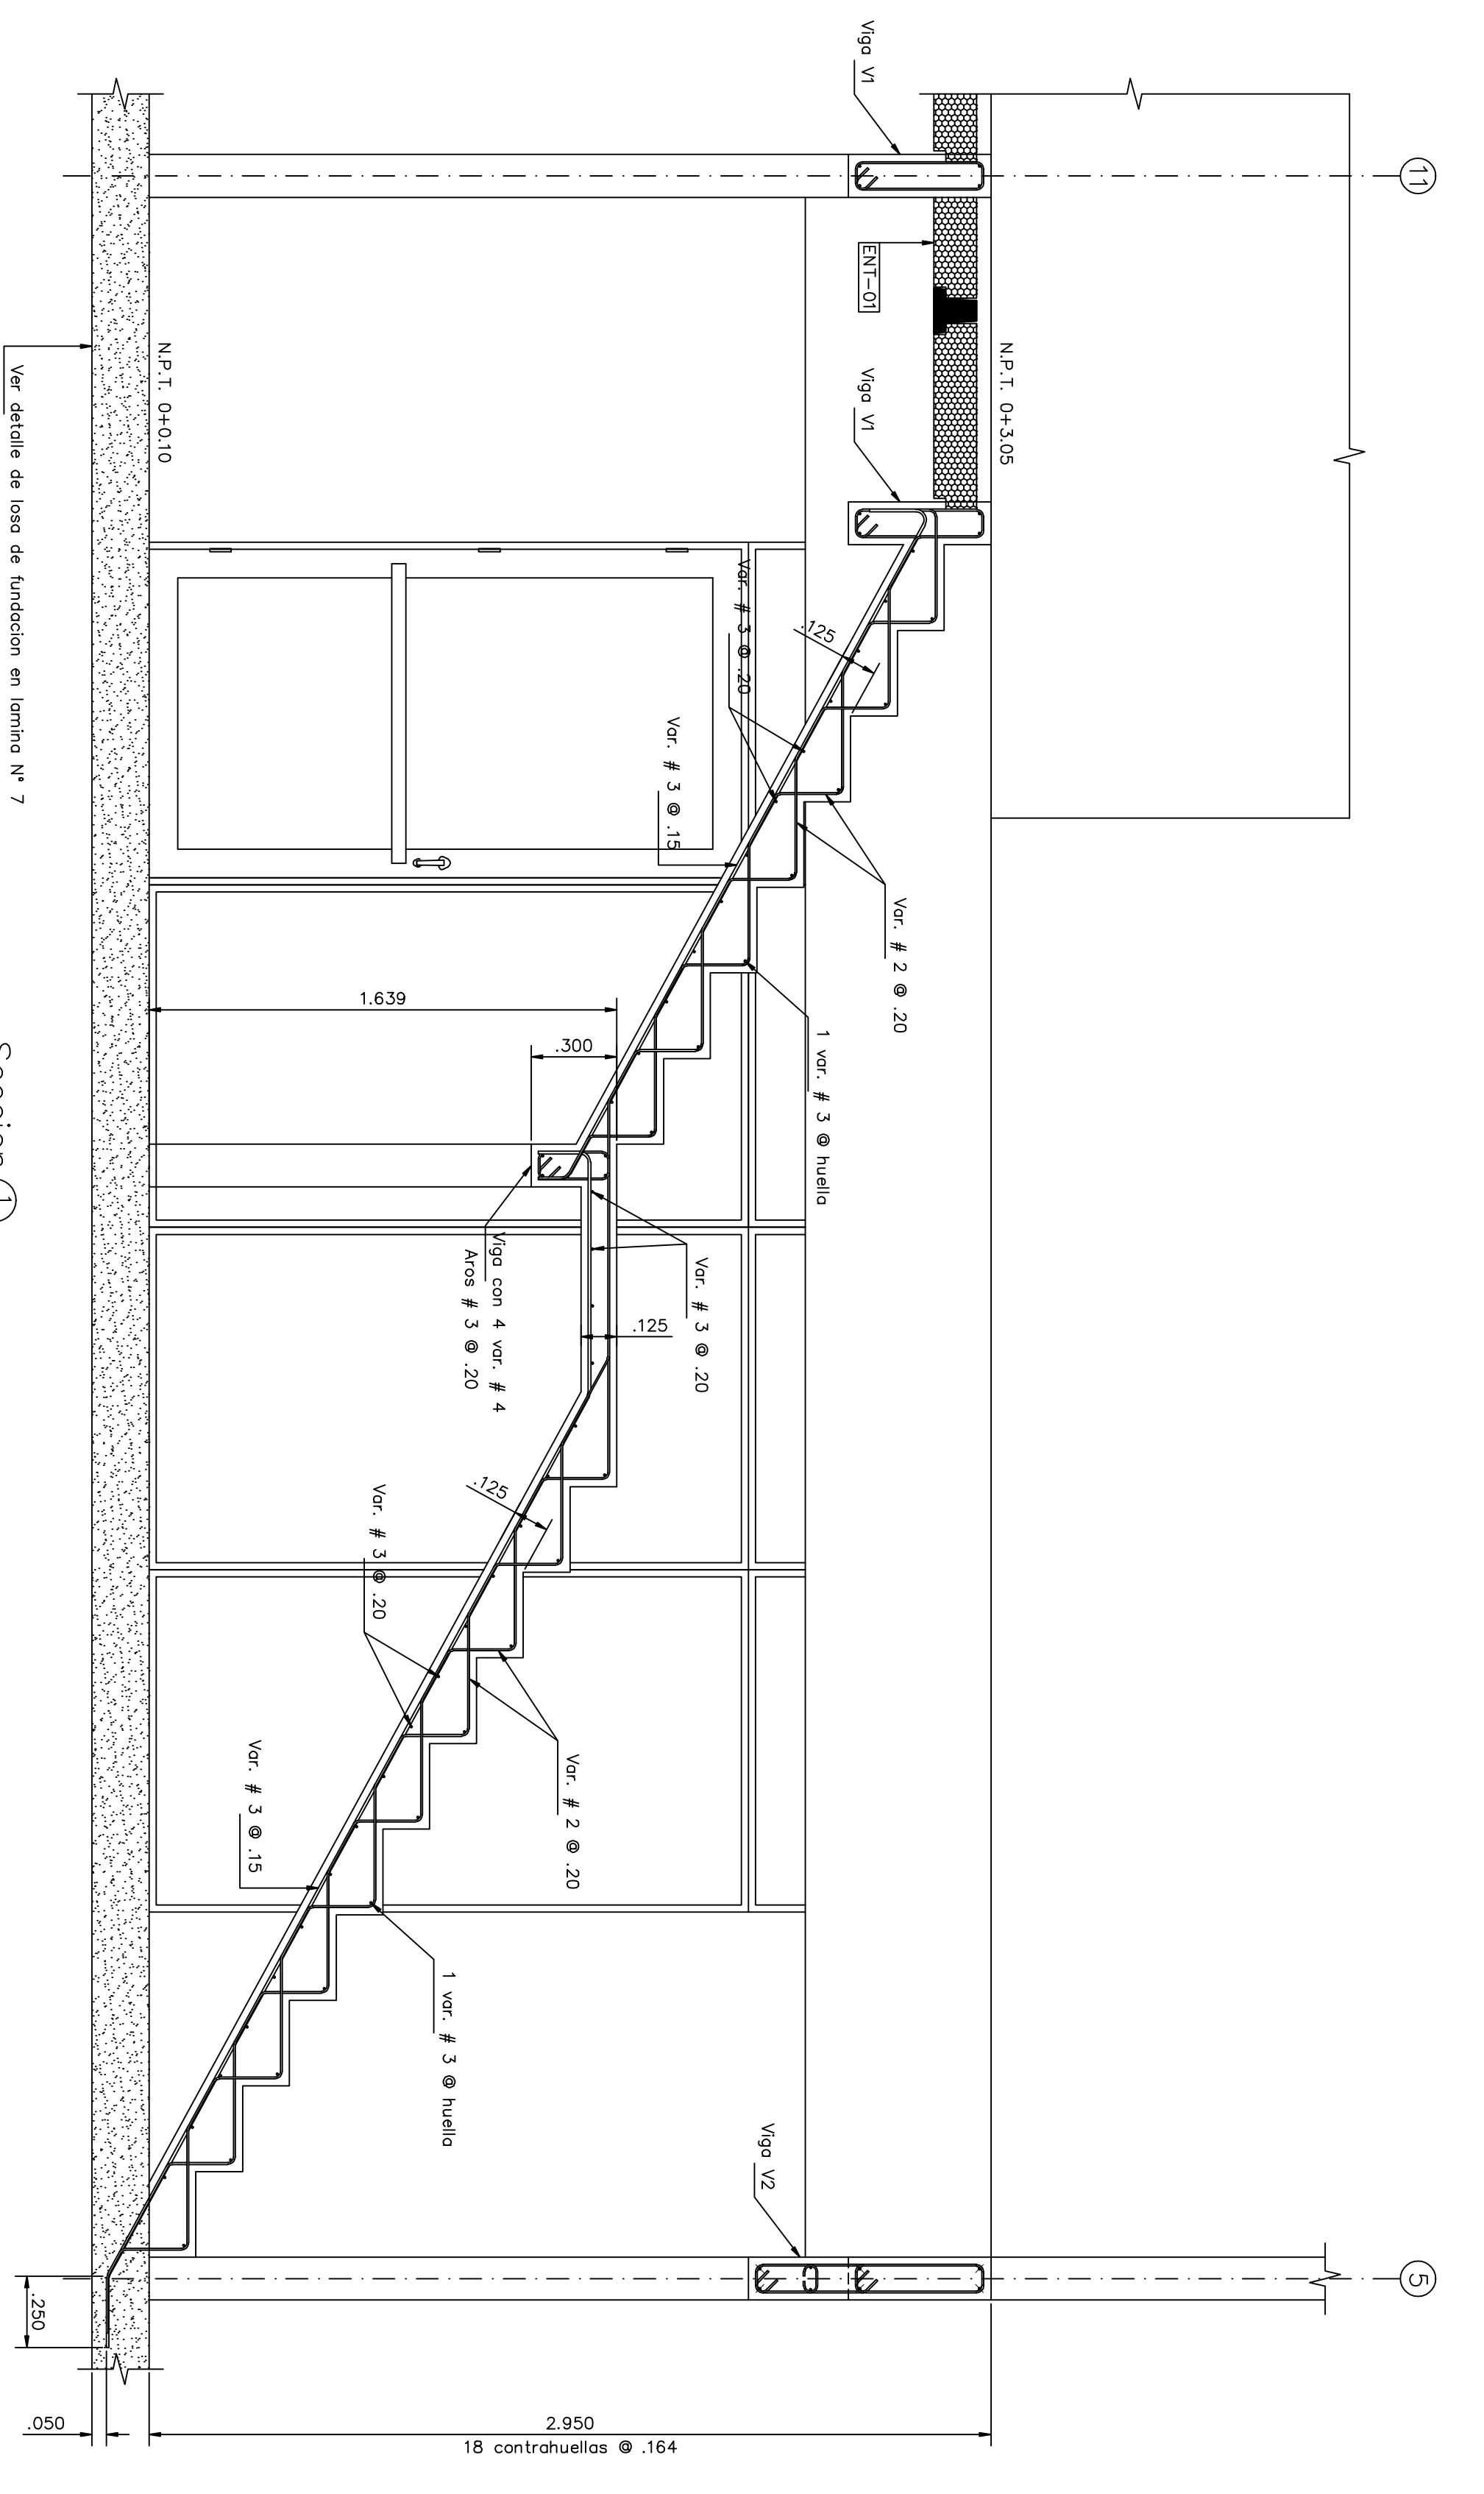 11
5
Viga V1
ENT-01
Viga V1
N.P.T. 0+3.05
N.P.T. 0+0.10
Var. # 3 @ .20
.125
Var. # 3 @ .15
Var. # 2 @ .20
1 var. # 3 @ huella
1.639
.300
Viga con 4 var. # 4
Aros # 3 @ .20
Var. # 3 @ .20
.125
.125
Var. # 3 @ .20
Var. # 3 @ .15
Var. # 2 @ .20
1 var. # 3 @ huella
Viga V2
.250
.050
2.950
18 contrahuellas @ .164
Ver detalle de losa de fundacion en lamina N° 7